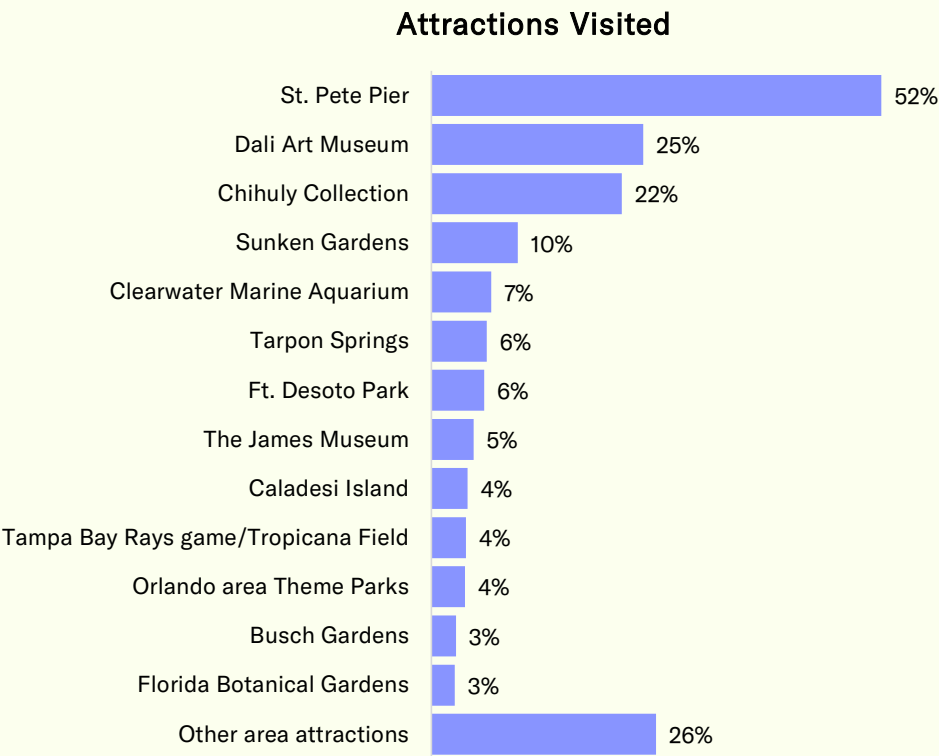 Attractions Visited
St. Pete Pier 52%
Dali Art Museum 25%
Chihuly Collection 22%
Sunken Gardens 10%
Clearwater Marine Aquarium 7%
Tarpon Springs 6%
Ft. Desoto Park 6%
The James Museum 5%
Caladesi Island 4%
Tampa Bay Rays game/Tropicana Field 4%
Orlando area Theme Parks 4%
Busch Gardens 3%
Florida Botanical Gardens 3%
Other area attractions 26%